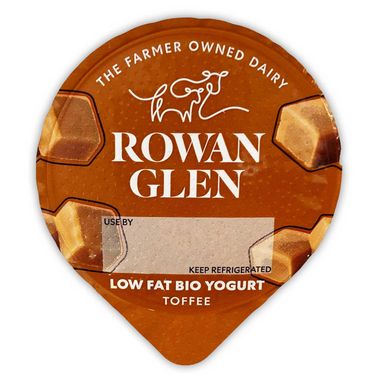 THE FARMER OWNED DAIRY
ROWAN
GLEN
USE BY
KEEP REFRIGERATED
LOW FAT BIO YOGURT
TOFFEE